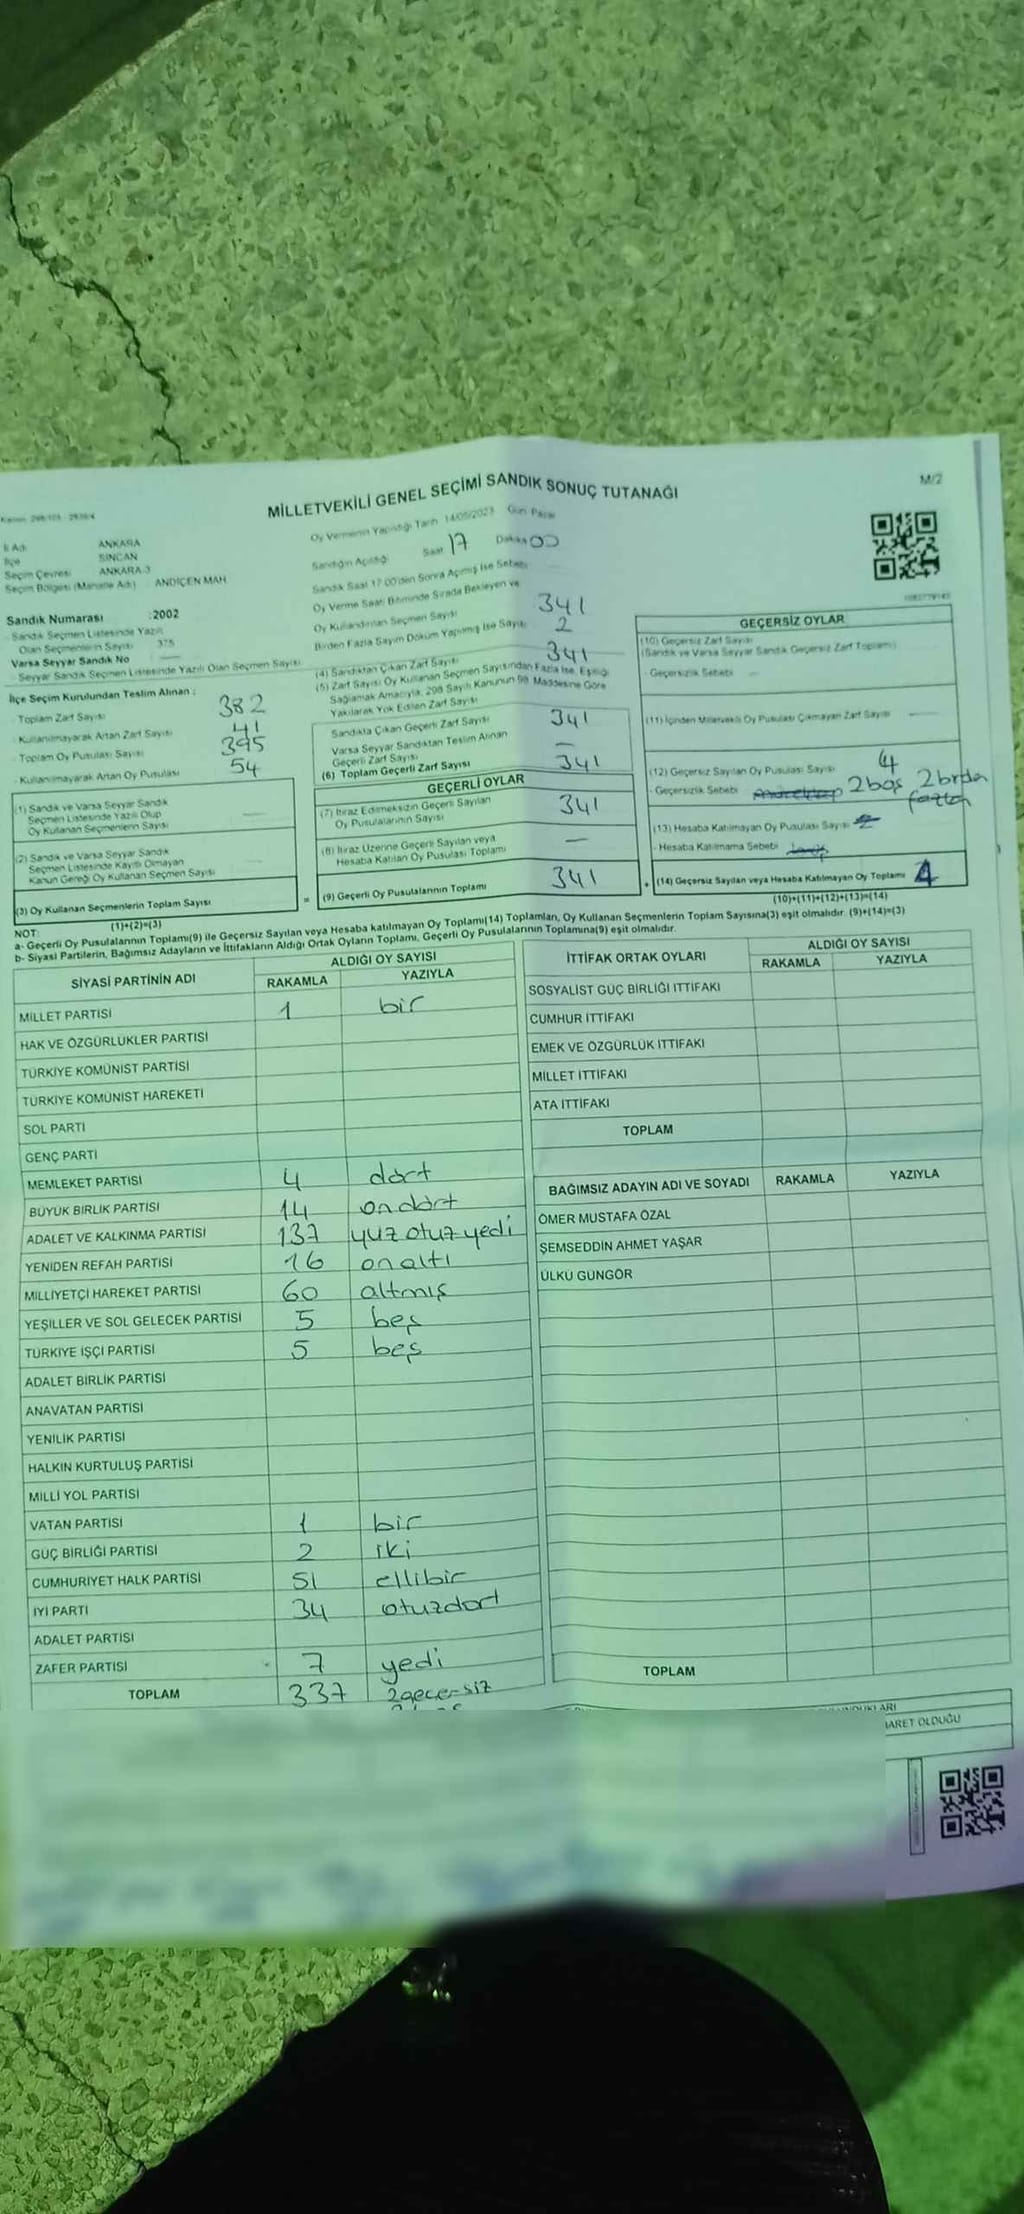 MİLLETVEKİLİ GENEL SEÇİMİ SANDIK SONUÇ TUTANAĞI
M/2
İl Adı ANKARA
İlçe SİNCAN
Seçim Çevresi ANKARA-3
Seçim Bölgesi (Mahalle Adı) ANDİÇEN MAH
Sandık Numarası :2002
Sandık Seçmen Listesinde Yazılı
Olan Seçmenlerin Sayısı 375
Varsa Seyyar Sandık No
Seyyar Sandık Seçmen Listesinde Yazılı Olan Seçmen Sayısı
İlçe Seçim Kurulundan Teslim Alınan :
Toplam Zarf Sayısı 382
Kullanılmayarak Artan Zarf Sayısı 41
Toplam Oy Pusulası Sayısı 395
Kullanılmayarak Artan Oy Pusulası 54
(1) Sandık ve Varsa Seyyar Sandık
Seçmen Listesinde Yazılı Olup
Oy Kullanan Seçmenlerin Sayısı
(2) Sandık ve Varsa Seyyar Sandık
Seçmen Listesinde Kayıtlı Olmayan
Kanun Gereği Oy Kullanan Seçmen Sayısı
(3) Oy Kullanan Seçmenlerin Toplam Sayısı
(1)+(2)=(3)
Oy Vermenin Yapıldığı Tarih 14/05/2023 Gün Pazar
Sandığın Açılışı Saat 17 Dakika 00
Sandık Saat 17:00'den Sonra Açılmış İse Sebebi
Oy Verme Saati Bitiminde Sırada Bekleyen ve
Oy Kullandırılan Seçmen Sayısı 341
Birden Fazla Sayım Döküm Yapılmış İse Sayısı 2
(4) Sandıktan Çıkan Zarf Sayısı 341
(5) Zarf Sayısı Oy Kullanan Seçmen Sayısından Fazla İse, Eşitliği
Sağlamak Amacıyla, 298 Sayılı Kanunun 98. Maddesine Göre
Yakılarak Yok Edilen Zarf Sayısı
Sandıkta Çıkan Geçerli Zarf Sayısı 341
Varsa Seyyar Sandıktan Teslim Alınan
Geçerli Zarf Sayısı —
(6) Toplam Geçerli Zarf Sayısı 341
GEÇERLİ OYLAR
(7) İtiraz Edilmeksizin Geçerli Sayılan
Oy Pusulalarının Sayısı 341
(8) İtiraz Üzerine Geçerli Sayılan veya
Hesaba Katılan Oy Pusulası Toplamı —
= (9) Geçerli Oy Pusulalarının Toplamı 341 +
GEÇERSİZ OYLAR
(10) Geçersiz Zarf Sayısı
(Sandık ve Varsa Seyyar Sandık Geçersiz Zarf Toplamı)
Geçersizlik Sebebi
(11) İçinden Milletvekili Oy Pusulası Çıkmayan Zarf Sayısı
(12) Geçersiz Sayılan Oy Pusulası Sayısı 4
Geçersizlik Sebebi 2 boş 2 birden
fazla
(13) Hesaba Katılmayan Oy Pusulası Sayısı
Hesaba Katılmama Sebebi
(14) Geçersiz Sayılan veya Hesaba Katılmayan Oy Toplamı 4
(10)+(11)+(12)+(13)=(14)
NOT:
a- Geçerli Oy Pusulalarının Toplamı(9) ile Geçersiz Sayılan veya Hesaba katılmayan Oy Toplamı(14) Toplamları, Oy Kullanan Seçmenlerin Toplam Sayısına(3) eşit olmalıdır. (9)+(14)=(3)
b- Siyasi Partilerin, Bağımsız Adayların ve İttifakların Aldığı Ortak Oyların Toplamı, Geçerli Oy Pusulalarının Toplamına(9) eşit olmalıdır.
SİYASİ PARTİNİN ADI ALDIĞI OY SAYISI
RAKAMLA YAZIYLA
MİLLET PARTİSİ 1 bir
HAK VE ÖZGÜRLÜKLER PARTİSİ
TÜRKİYE KOMÜNİST PARTİSİ
TÜRKİYE KOMÜNİST HAREKETİ
SOL PARTİ
GENÇ PARTİ
MEMLEKET PARTİSİ 4 dört
BÜYÜK BİRLİK PARTİSİ 14 ondört
ADALET VE KALKINMA PARTİSİ 137 yüzotuzyedi
YENİDEN REFAH PARTİSİ 16 onaltı
MİLLİYETÇİ HAREKET PARTİSİ 60 altmış
YEŞİLLER VE SOL GELECEK PARTİSİ 5 beş
TÜRKİYE İŞÇİ PARTİSİ 5 beş
ADALET BİRLİK PARTİSİ
ANAVATAN PARTİSİ
YENİLİK PARTİSİ
HALKIN KURTULUŞ PARTİSİ
MİLLİ YOL PARTİSİ
VATAN PARTİSİ 1 bir
GÜÇ BİRLİĞİ PARTİSİ 2 iki
CUMHURİYET HALK PARTİSİ 51 ellibir
İYİ PARTİ 34 otuzdört
ADALET PARTİSİ
ZAFER PARTİSİ 7 yedi
TOPLAM 337 2geçersiz
İTTİFAK ORTAK OYLARI ALDIĞI OY SAYISI
RAKAMLA YAZIYLA
SOSYALİST GÜÇ BİRLİĞİ İTTİFAKI
CUMHUR İTTİFAKI
EMEK VE ÖZGÜRLÜK İTTİFAKI
MİLLET İTTİFAKI
ATA İTTİFAKI
TOPLAM
BAĞIMSIZ ADAYIN ADI VE SOYADI RAKAMLA YAZIYLA
ÖMER MUSTAFA ÖZAL
ŞEMSEDDİN AHMET YAŞAR
ÜLKÜ GÜNGÖR
TOPLAM
İARET OLDUĞU